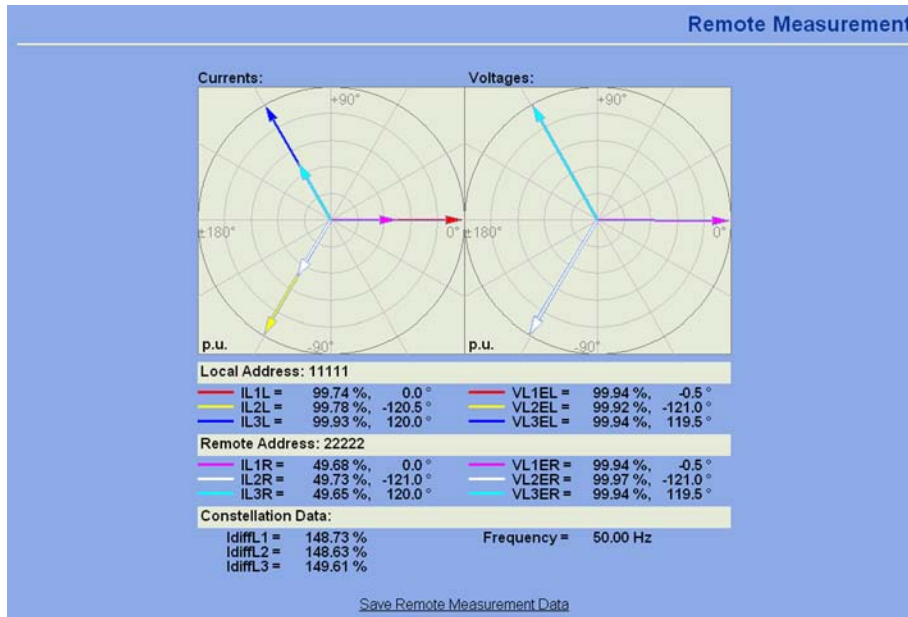 Remote Measurement
Currents: Voltages:
+90° +90°
±180° 0° ±180° 0°
-90° -90°
p.u. p.u.
Local Address: 11111
IL1L = 99.74 %, 0.0 ° VL1EL = 99.94 % -0.5 °
IL2L = 99.78 %, -120.5 ° VL2EL = 99.92 %, -121.0 °
IL3L = 99.93 %, 120.0 ° VL3EL = 99.94 %, 119.5 °
Remote Address: 22222
IL1R = 49.68 %, 0.0 ° VL1ER = 99.94 %, -0.5 °
IL2R = 49.73 %, -121.0 ° VL2ER = 99.97 %, -121.0 °
IL3R = 49.65 %, 120.0 ° VL3ER = 99.94 %, 119.5 °
Constellation Data:
IdiffL1 = 148.73 % Frequency = 50.00 Hz
IdiffL2 = 148.63 %
IdiffL3 = 149.61 %
Save Remote Measurement Data